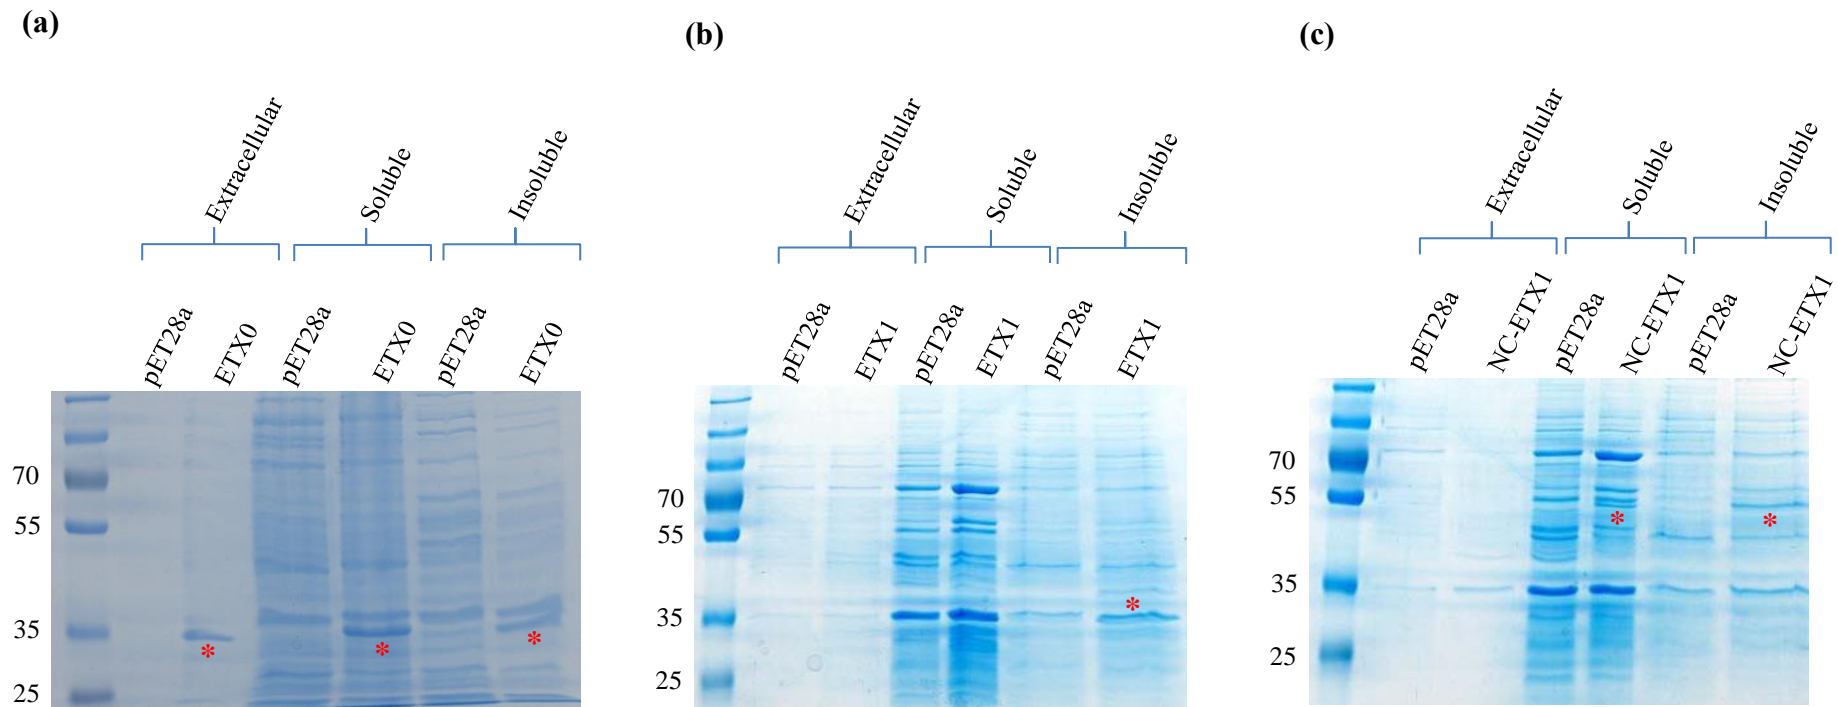 (a)
Extracellular
Soluble
Insoluble
pET28a
ETX0
pET28a
ETX0
pET28a
ETX0
70
55
35
25
*
*
*
(b)
Extracellular
Soluble
Insoluble
pET28a
ETX1
pET28a
ETX1
pET28a
ETX1
70
55
35
25
*
(c)
Extracellular
Soluble
Insoluble
pET28a
NC-ETX1
pET28a
NC-ETX1
pET28a
NC-ETX1
70
55
35
25
*
*